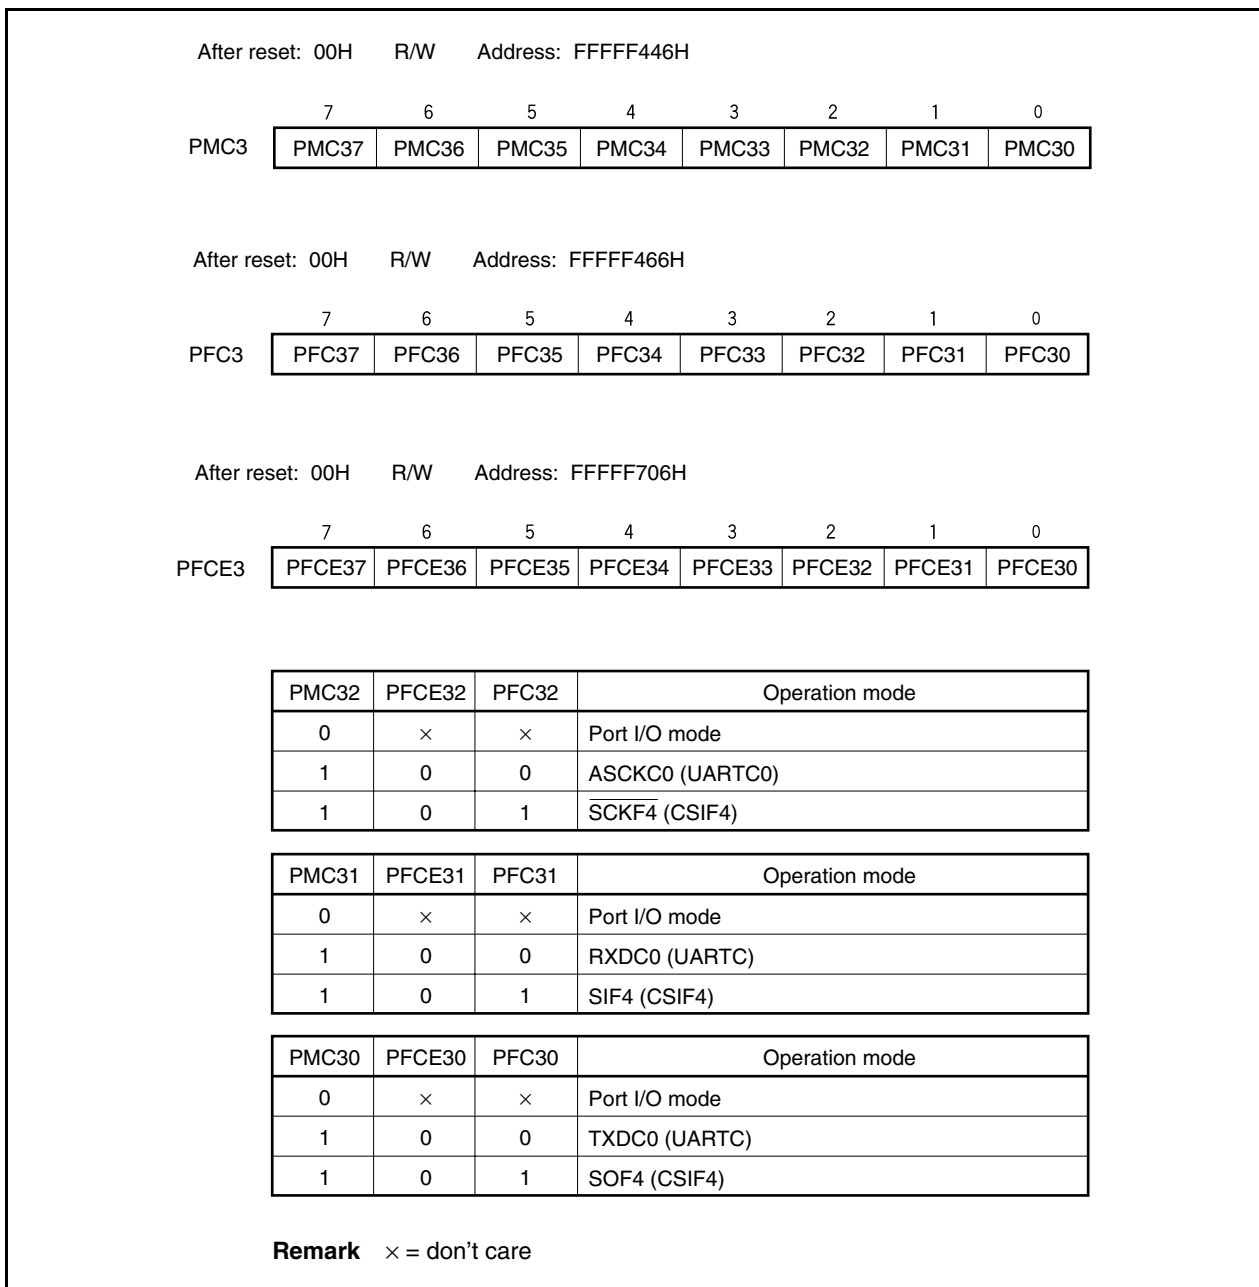 After reset: 00H R/W Address: FFFFF446H
7 6 5 4 3 2 1 0
PMC3 PMC37 PMC36 PMC35 PMC34 PMC33 PMC32 PMC31 PMC30
After reset: 00H R/W Address: FFFFF466H
7 6 5 4 3 2 1 0
PFC3 PFC37 PFC36 PFC35 PFC34 PFC33 PFC32 PFC31 PFC30
After reset: 00H R/W Address: FFFFF706H
7 6 5 4 3 2 1 0
PFCE3 PFCE37 PFCE36 PFCE35 PFCE34 PFCE33 PFCE32 PFCE31 PFCE30
PMC32 PFCE32 PFC32 Operation mode
0 × × Port I/O mode
1 0 0 ASCKC0 (UARTC0)
1 0 1 S̅C̅K̅F̅4̅ (CSIF4)
PMC31 PFCE31 PFC31 Operation mode
0 × × Port I/O mode
1 0 0 RXDC0 (UARTC)
1 0 1 SIF4 (CSIF4)
PMC30 PFCE30 PFC30 Operation mode
0 × × Port I/O mode
1 0 0 TXDC0 (UARTC)
1 0 1 SOF4 (CSIF4)
Remark × = don't care